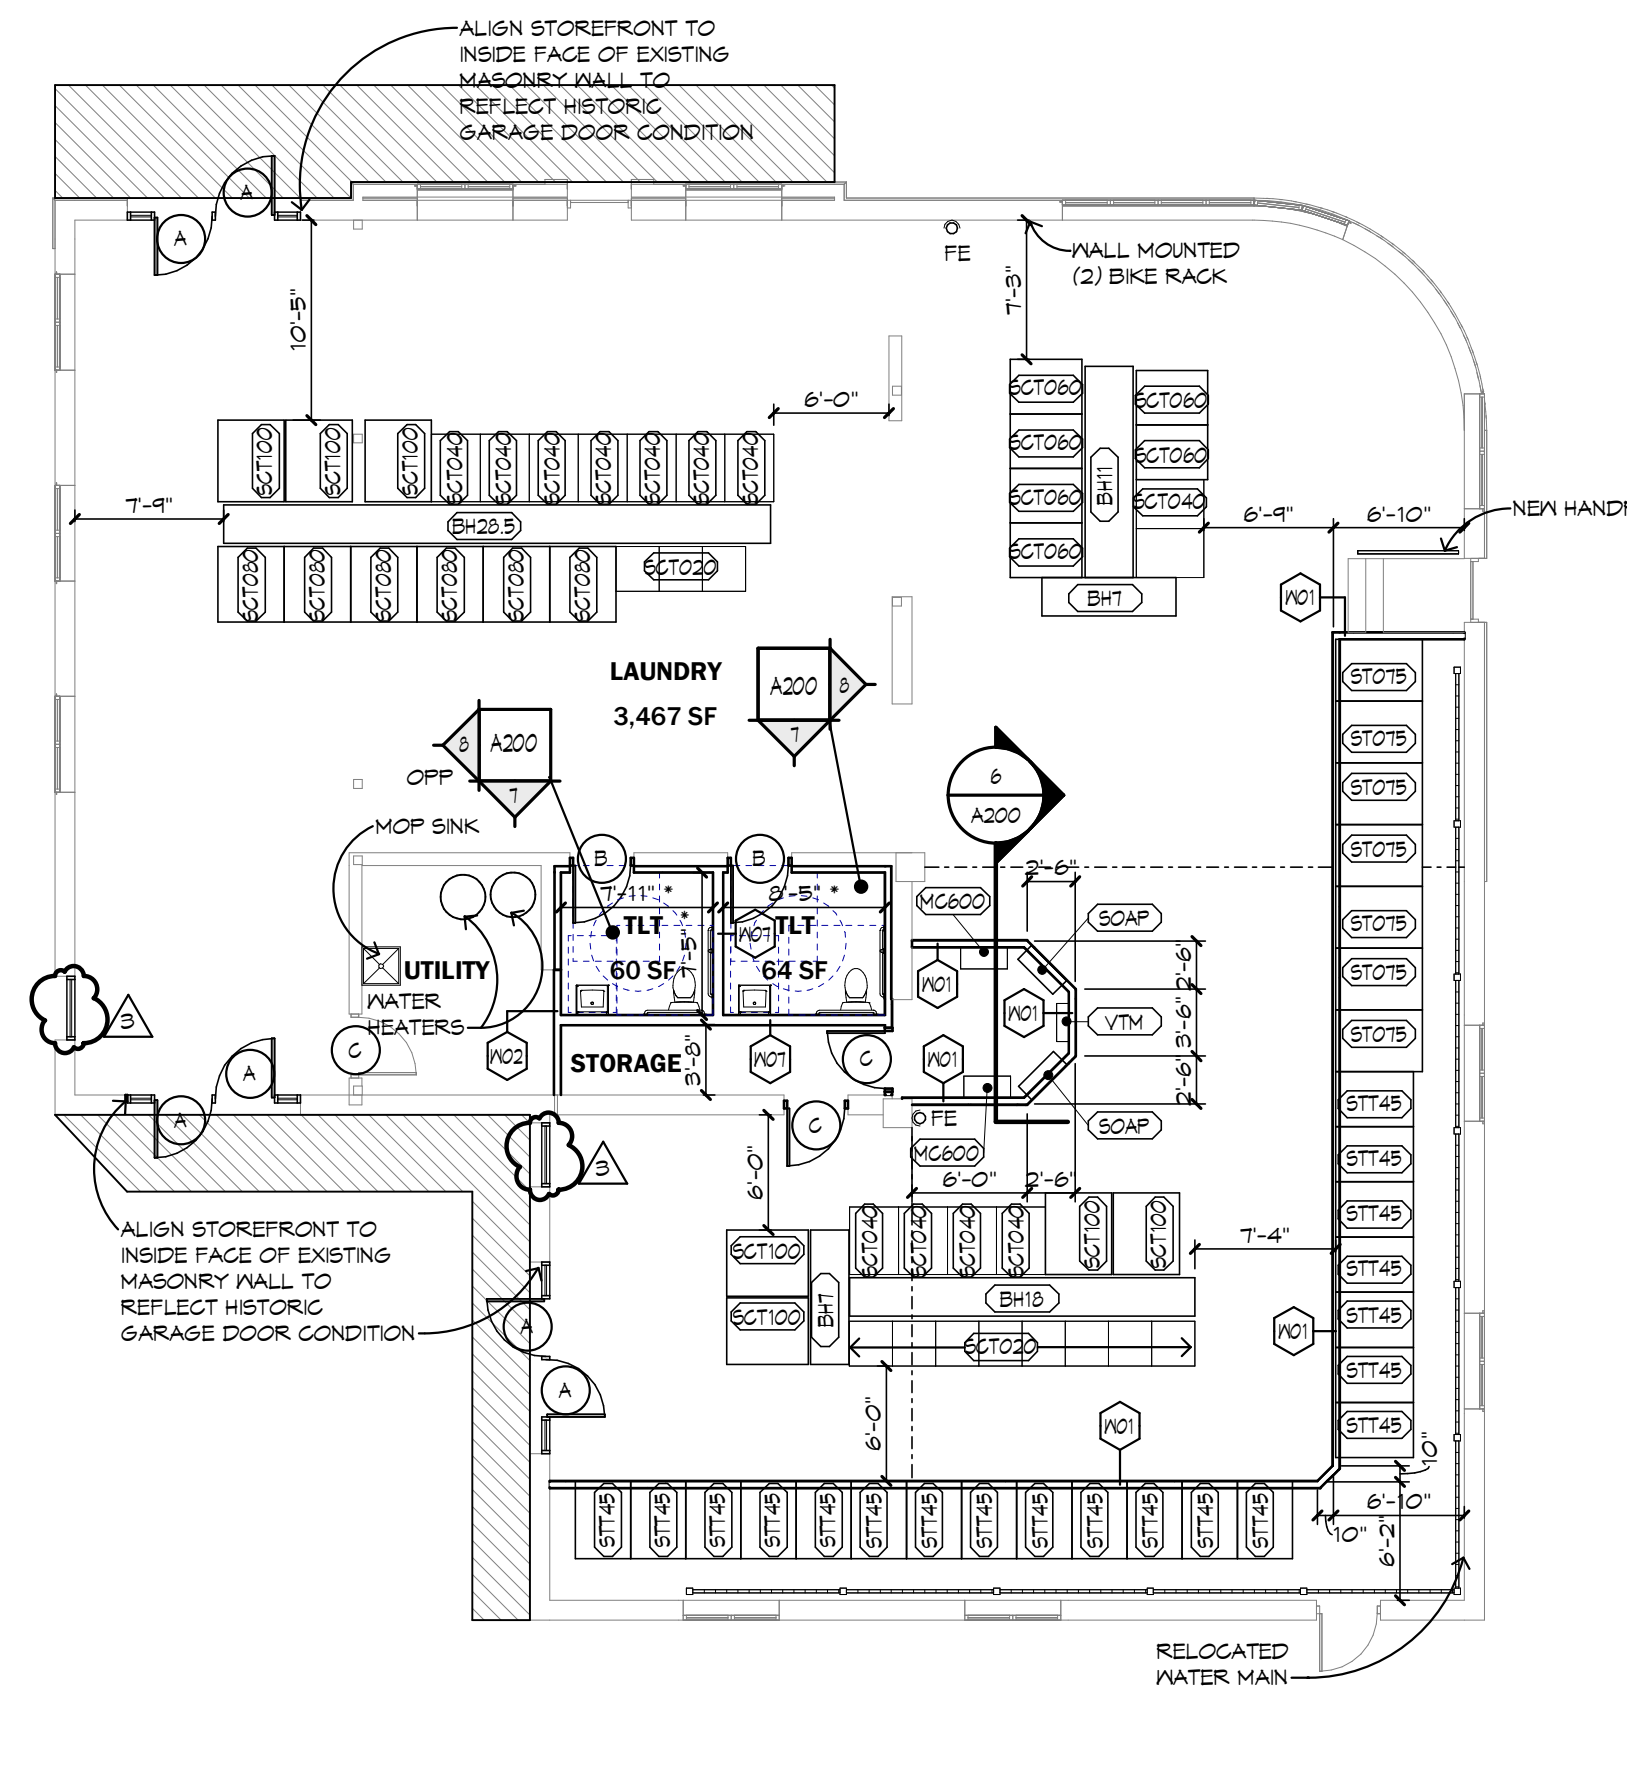 ALIGN STOREFRONT TO
INSIDE FACE OF EXISTING
MASONRY WALL TO
REFLECT HISTORIC
GARAGE DOOR CONDITION
A
A
FE
WALL MOUNTED
(2) BIKE RACK
10'-5"
7'-3"
6'-0"
SCT060
SCT060
SCT060
SCT060
BH11
SCT060
SCT060
SCT040
BH7
SCT100
SCT100
SCT100
SCT040
SCT040
SCT040
SCT040
SCT040
SCT040
SCT040
7'-9"
BH28.5
SCT080
SCT080
SCT080
SCT080
SCT080
SCT080
SCT020
6'-9"
6'-10"
NEW HANDR
W01
LAUNDRY
3,467 SF
A200
8
7
8
A200
7
OPP
6
A200
MOP SINK
B
B
7'-11"
8'-5"
TLT
60 SF
7'-5"
W07
TLT
64 SF
UTILITY
WATER
HEATERS
W02
STORAGE
3'-8"
W07
C
C
C
3
A
A
3
MC600
2'-6"
SOAP
W01
W01
VTM
W01
SOAP
MC600
FE
2'-6"
3'-6"
2'-6"
6'-0"
2'-6"
6'-0"
ST075
ST075
ST075
ST075
ST075
ST075
ST075
STT45
STT45
STT45
STT45
STT45
STT45
STT45
ALIGN STOREFRONT TO
INSIDE FACE OF EXISTING
MASONRY WALL TO
REFLECT HISTORIC
GARAGE DOOR CONDITION
A
A
SCT100
SCT100
BH7
SCT040
SCT040
SCT040
SCT040
SCT100
SCT100
BH18
SCT020
7'-4"
W01
6'-0"
W01
STT45
STT45
STT45
STT45
STT45
STT45
STT45
STT45
STT45
STT45
STT45
STT45
STT45
10"
6'-10"
10"
6'-2"
RELOCATED
WATER MAIN